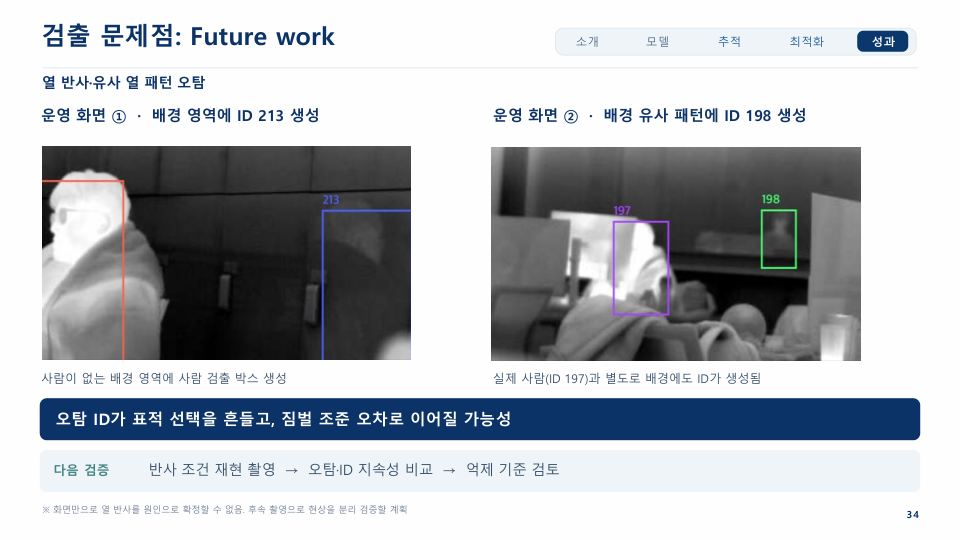 검출 문제점: Future work
소개 모델 추적 최적화 성과
열 반사·유사 열 패턴 오탐
운영 화면 ① · 배경 영역에 ID 213 생성
운영 화면 ② · 배경 유사 패턴에 ID 198 생성
213
197
198
사람이 없는 배경 영역에 사람 검출 박스 생성
실제 사람(ID 197)과 별도로 배경에도 ID가 생성됨
오탐 ID가 표적 선택을 흔들고, 짐벌 조준 오차로 이어질 가능성
다음 검증 반사 조건 재현 촬영 → 오탐·ID 지속성 비교 → 억제 기준 검토
※ 화면만으로 열 반사를 원인으로 확정할 수 없음. 후속 촬영으로 현상을 분리 검증할 계획
34